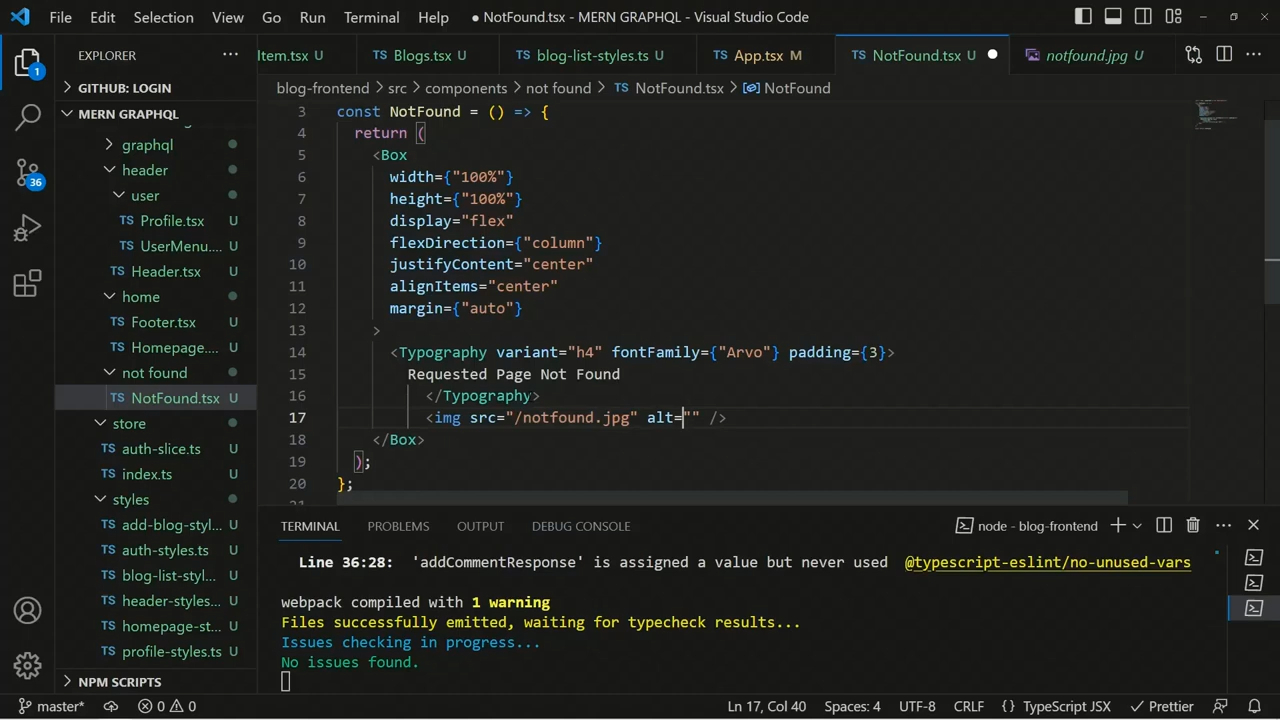 File Edit Selection View Go Run Terminal Help
● NotFound.tsx - MERN GRAPHQL - Visual Studio Code
1
36
EXPLORER ···
GITHUB: LOGIN
MERN GRAPHQL
graphql
header
user
TS Profile.tsx U
TS UserMenu.... U
TS Header.tsx U
home
TS Footer.tsx U
TS Homepage.... U
not found
TS NotFound.tsx U
store
TS auth-slice.ts U
TS index.ts U
styles
TS add-blog-styl... U
TS auth-styles.ts U
TS blog-list-styl... U
TS header-styles... U
TS homepage-st... U
TS profile-styles.ts U
NPM SCRIPTS
Item.tsx U TS Blogs.tsx U TS blog-list-styles.ts U TS App.tsx M TS NotFound.tsx U ● notfound.jpg U ···
blog-frontend > src > components > not found > TS NotFound.tsx > NotFound
3 const NotFound = () => {
4 return (
5 <Box
6 width={"100%"}
7 height={"100%"}
8 display="flex"
9 flexDirection={"column"}
10 justifyContent="center"
11 alignItems="center"
12 margin={"auto"}
13 >
14 <Typography variant="h4" fontFamily={"Arvo"} padding={3}>
15 Requested Page Not Found
16 </Typography>
17 <img src="/notfound.jpg" alt="" />
18 </Box>
19 );
20 };
TERMINAL PROBLEMS OUTPUT DEBUG CONSOLE node - blog-frontend ···
Line 36:28: 'addCommentResponse' is assigned a value but never used @typescript-eslint/no-unused-vars
webpack compiled with 1 warning
Files successfully emitted, waiting for typecheck results...
Issues checking in progress...
No issues found.
master* 0 0 Ln 17, Col 40 Spaces: 4 UTF-8 CRLF { } TypeScript JSX Prettier